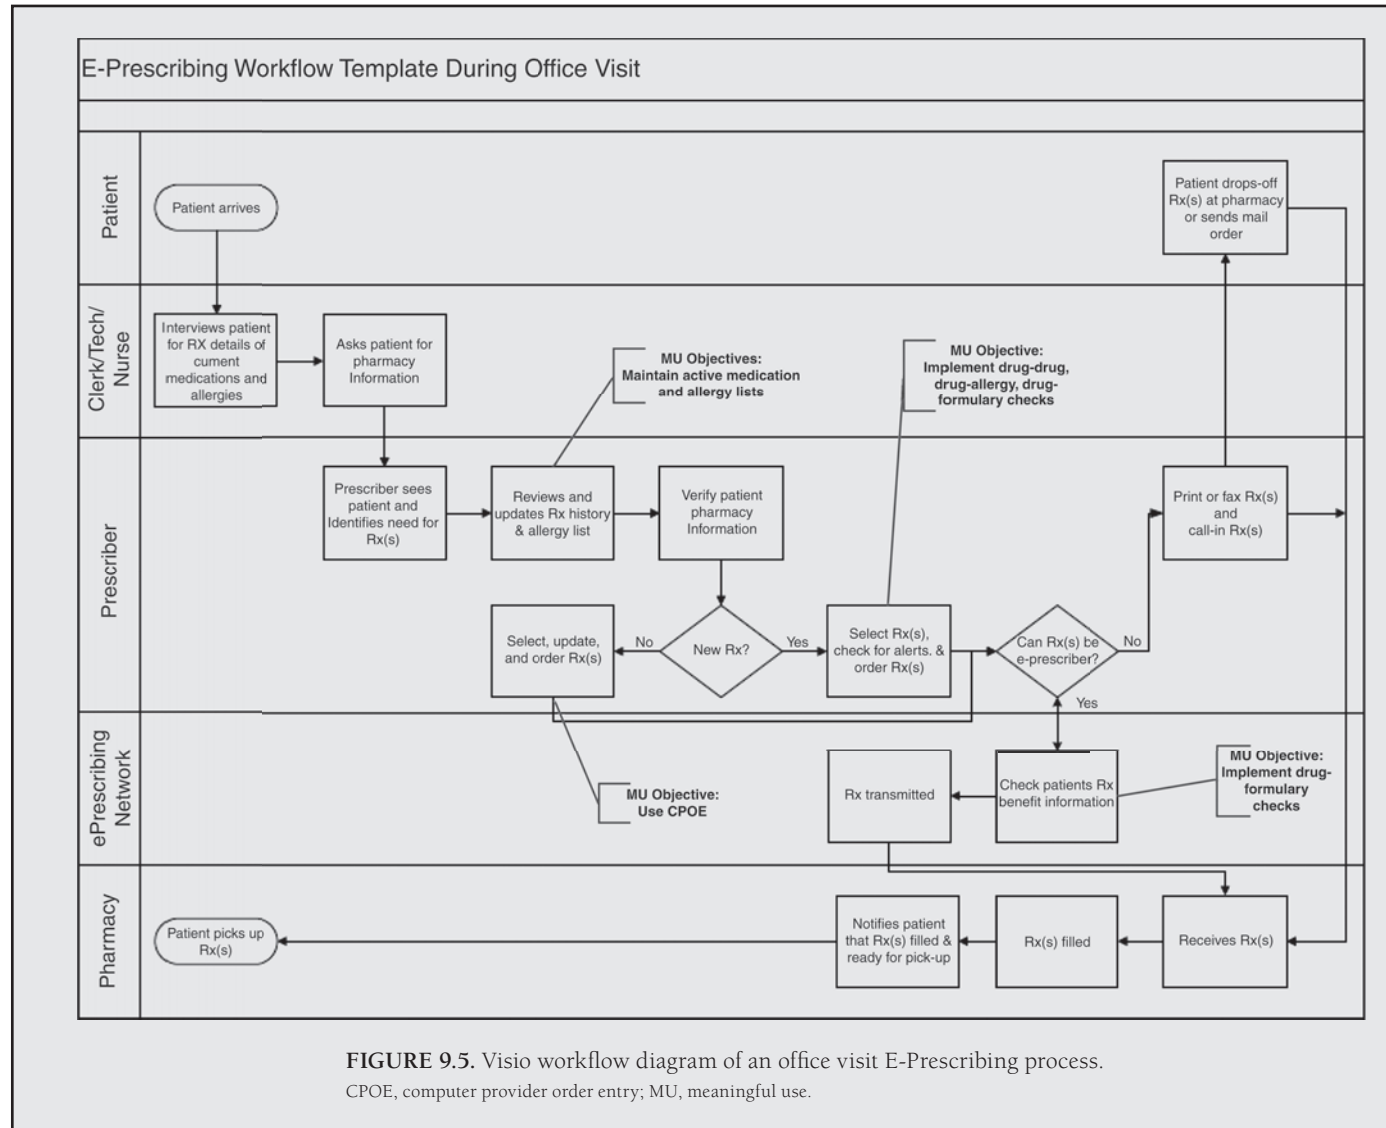 E-Prescribing Workflow Template During Office Visit
Patient
Patient arrives
Patient drops-off
Rx(s) at pharmacy
or sends mail
order
Clerk/Tech/
Nurse
Interviews patient
for RX details of
cument
medications and
allergies
Asks patient for
pharmacy
Information
MU Objectives:
Maintain active medication
and allergy lists
MU Objective:
Implement drug-drug,
drug-allergy, drug-
formulary checks
Prescriber
Prescriber sees
patient and
Identifies need for
Rx(s)
Reviews and
updates Rx history
& allergy list
Verify patient
pharmacy
Information
Print or fax Rx(s)
and
call-in Rx(s)
Select, update,
and order Rx(s)
No
New Rx?
Yes
Select Rx(s),
check for alerts. &
order Rx(s)
Can Rx(s) be
e-prescriber?
No
Yes
ePrescribing
Network
MU Objective:
Use CPOE
Rx transmitted
Check patients Rx
benefit information
MU Objective:
Implement drug-
formulary
checks
Pharmacy
Patient picks up
Rx(s)
Notifies patient
that Rx(s) filled &
ready for pick-up
Rx(s) filled
Receives Rx(s)
FIGURE 9.5. Visio workflow diagram of an office visit E-Prescribing process.
CPOE, computer provider order entry; MU, meaningful use.